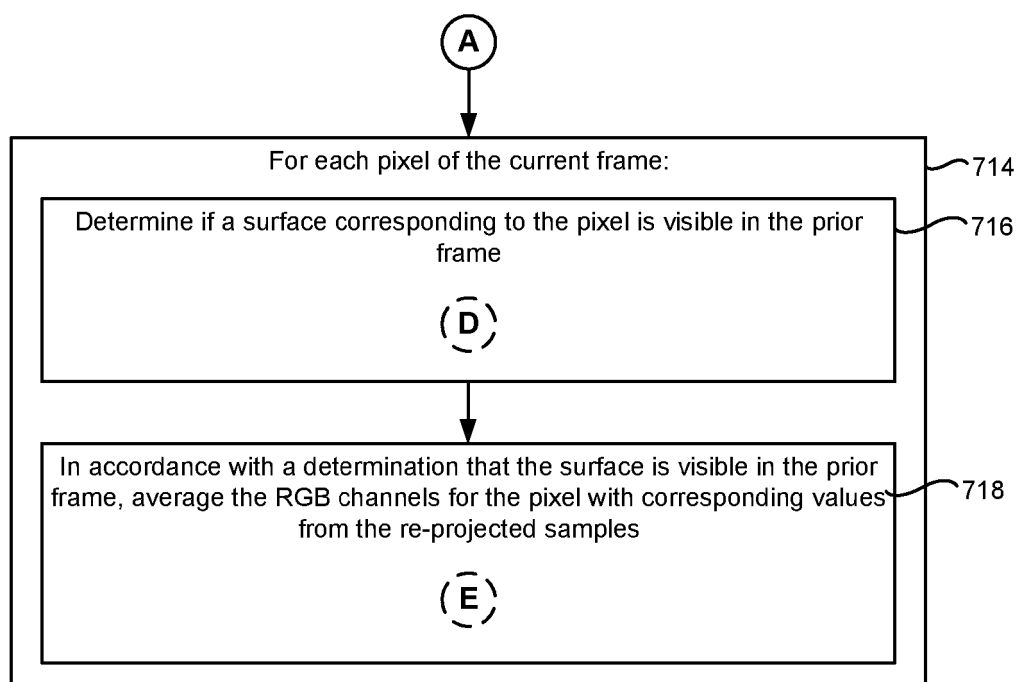 A
For each pixel of the current frame:
714
Determine if a surface corresponding to the pixel is visible in the prior
frame
716
D
In accordance with a determination that the surface is visible in the prior
frame, average the RGB channels for the pixel with corresponding values
from the re-projected samples
718
E